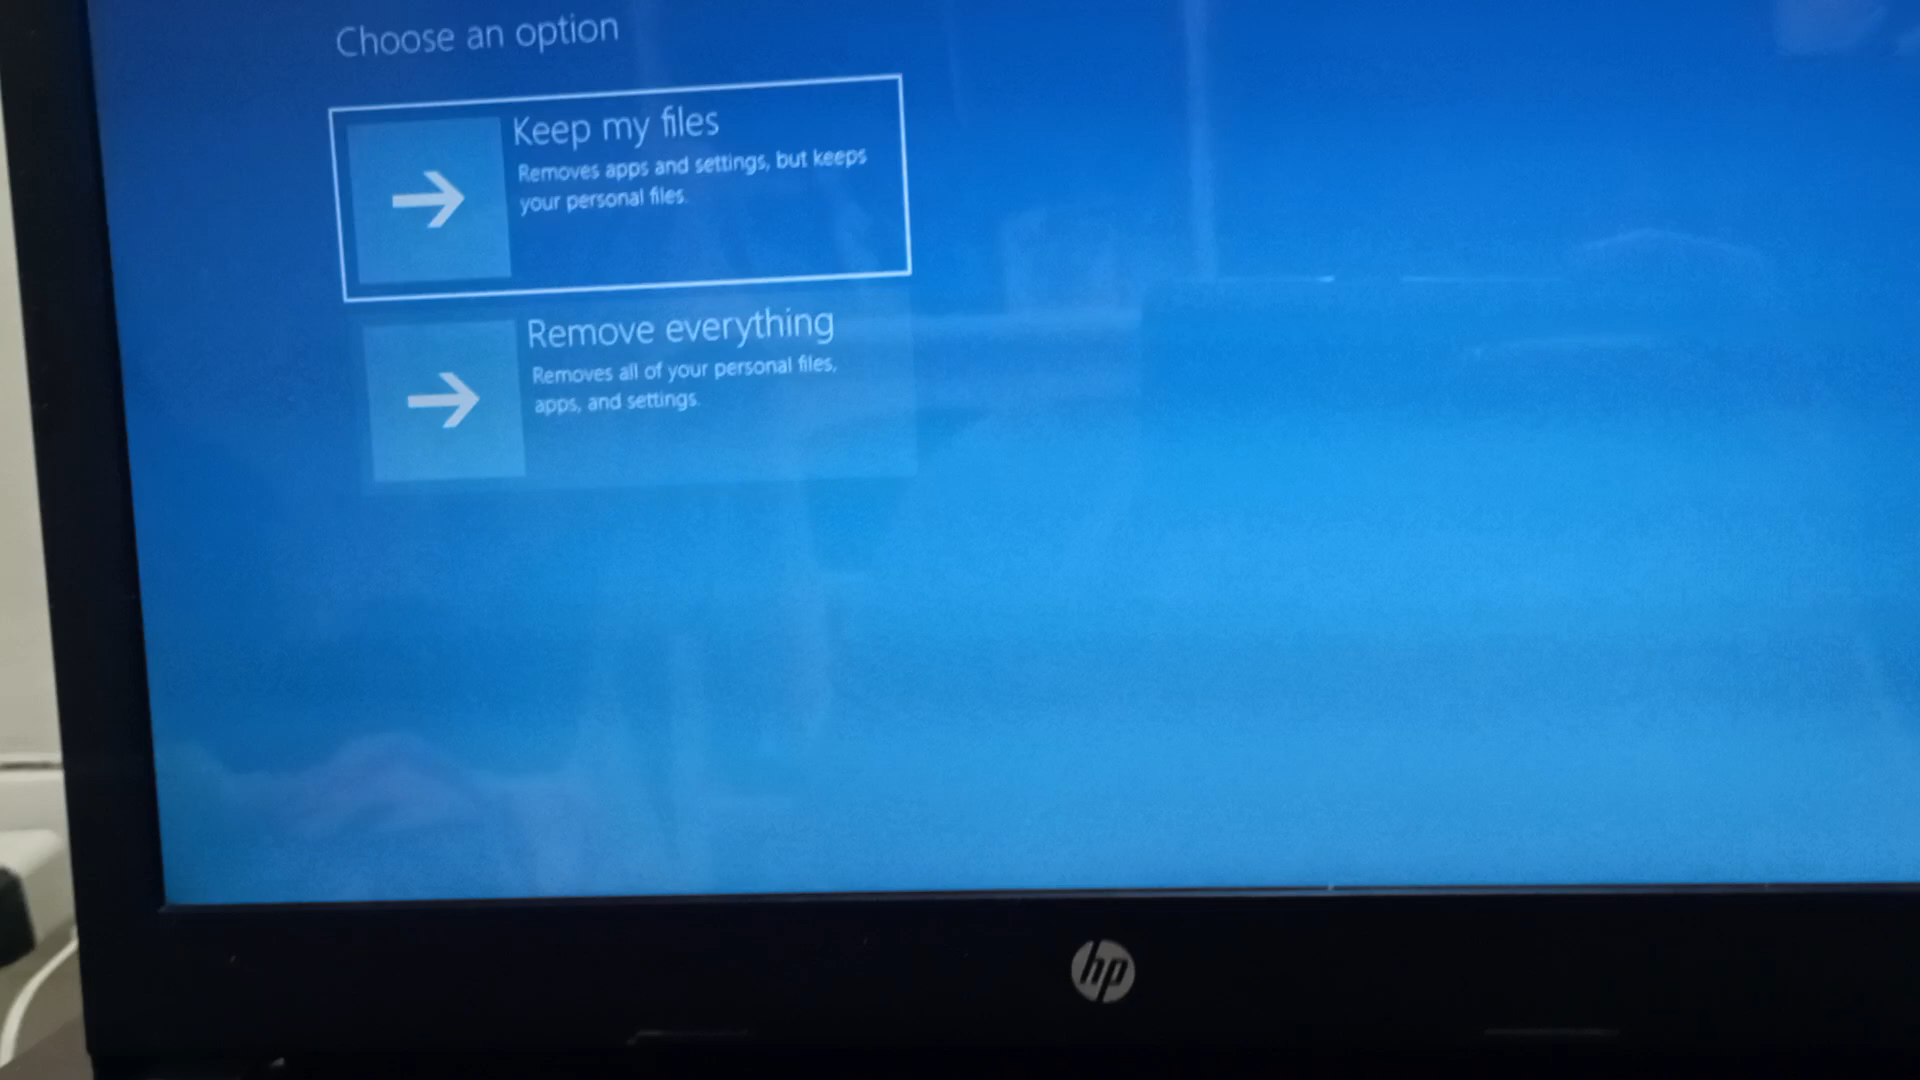 Choose an option
Keep my files
Removes apps and settings, but keeps
your personal files.
Remove everything
Removes all of your personal files,
apps, and settings.
hp